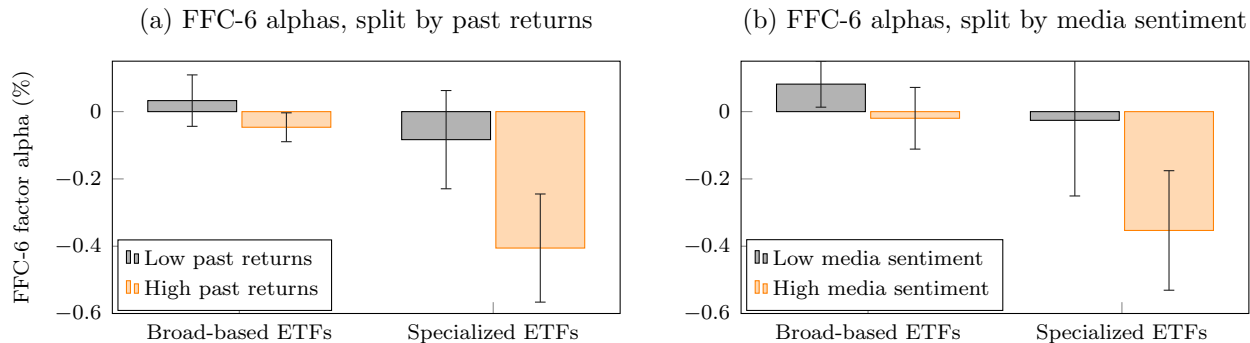 (a) FFC-6 alphas, split by past returns
FFC-6 factor alpha (%)
0
−0.2
−0.4
−0.6
Low past returns
High past returns
Broad-based ETFs
Specialized ETFs
(b) FFC-6 alphas, split by media sentiment
0
−0.2
−0.4
−0.6
Low media sentiment
High media sentiment
Broad-based ETFs
Specialized ETFs